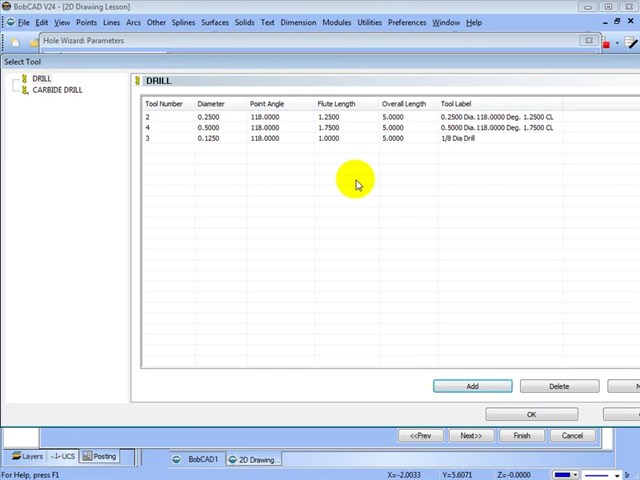 BobCAD V24 - [2D Drawing Lesson]
File Edit View Points Lines Arcs Other Splines Surfaces Solids Text Dimension Modules Utilities Preferences Window Help
Hole Wizard: Parameters
Select Tool
DRILL
CARBIDE DRILL
DRILL
Tool Number Diameter Point Angle Flute Length Overall Length Tool Label
2 0.2500 118.0000 1.2500 5.0000 0.2500 Dia. 118.0000 Deg. 1.2500 CL
4 0.5000 118.0000 1.7500 5.0000 0.5000 Dia. 118.0000 Deg. 1.7500 CL
3 0.1250 118.0000 1.0000 5.0000 1/8 Dia Drill
Add Delete
OK
<<Prev Next>> Finish Cancel
Layers UCS Posting BobCAD1 2D Drawing...
For Help, press F1 X=-2.0033 Y=5.6071 Z=-0.0000